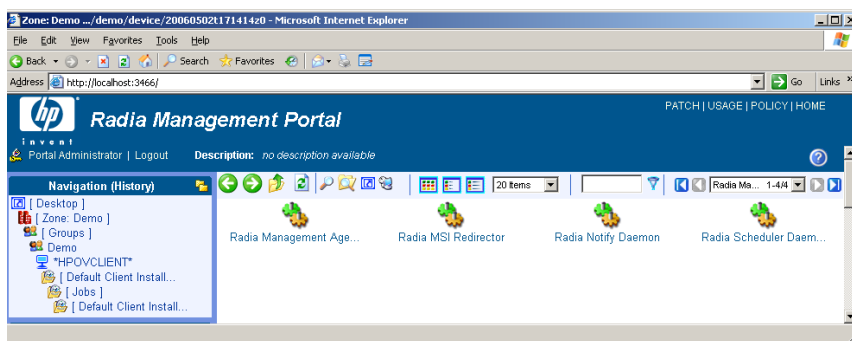 Zone: Demo .../demo/device/20060502t171414z0 - Microsoft Internet Explorer
File Edit View Favorites Tools Help
Back Search Favorites
Address http://localhost:3466/ Go Links »
hp invent Radia Management Portal PATCH | USAGE | POLICY | HOME
Portal Administrator | Logout Description: no description available ?
Navigation (History) 20 Items Radia Ma... 1-4/4
[ Desktop ]
[ Zone: Demo ]
[ Groups ]
Demo
*HPOVCLIENT*
[ Default Client Install...
[ Jobs ]
[ Default Client Install...
Radia Management Age... Radia MSI Redirector Radia Notify Daemon Radia Scheduler Daem...